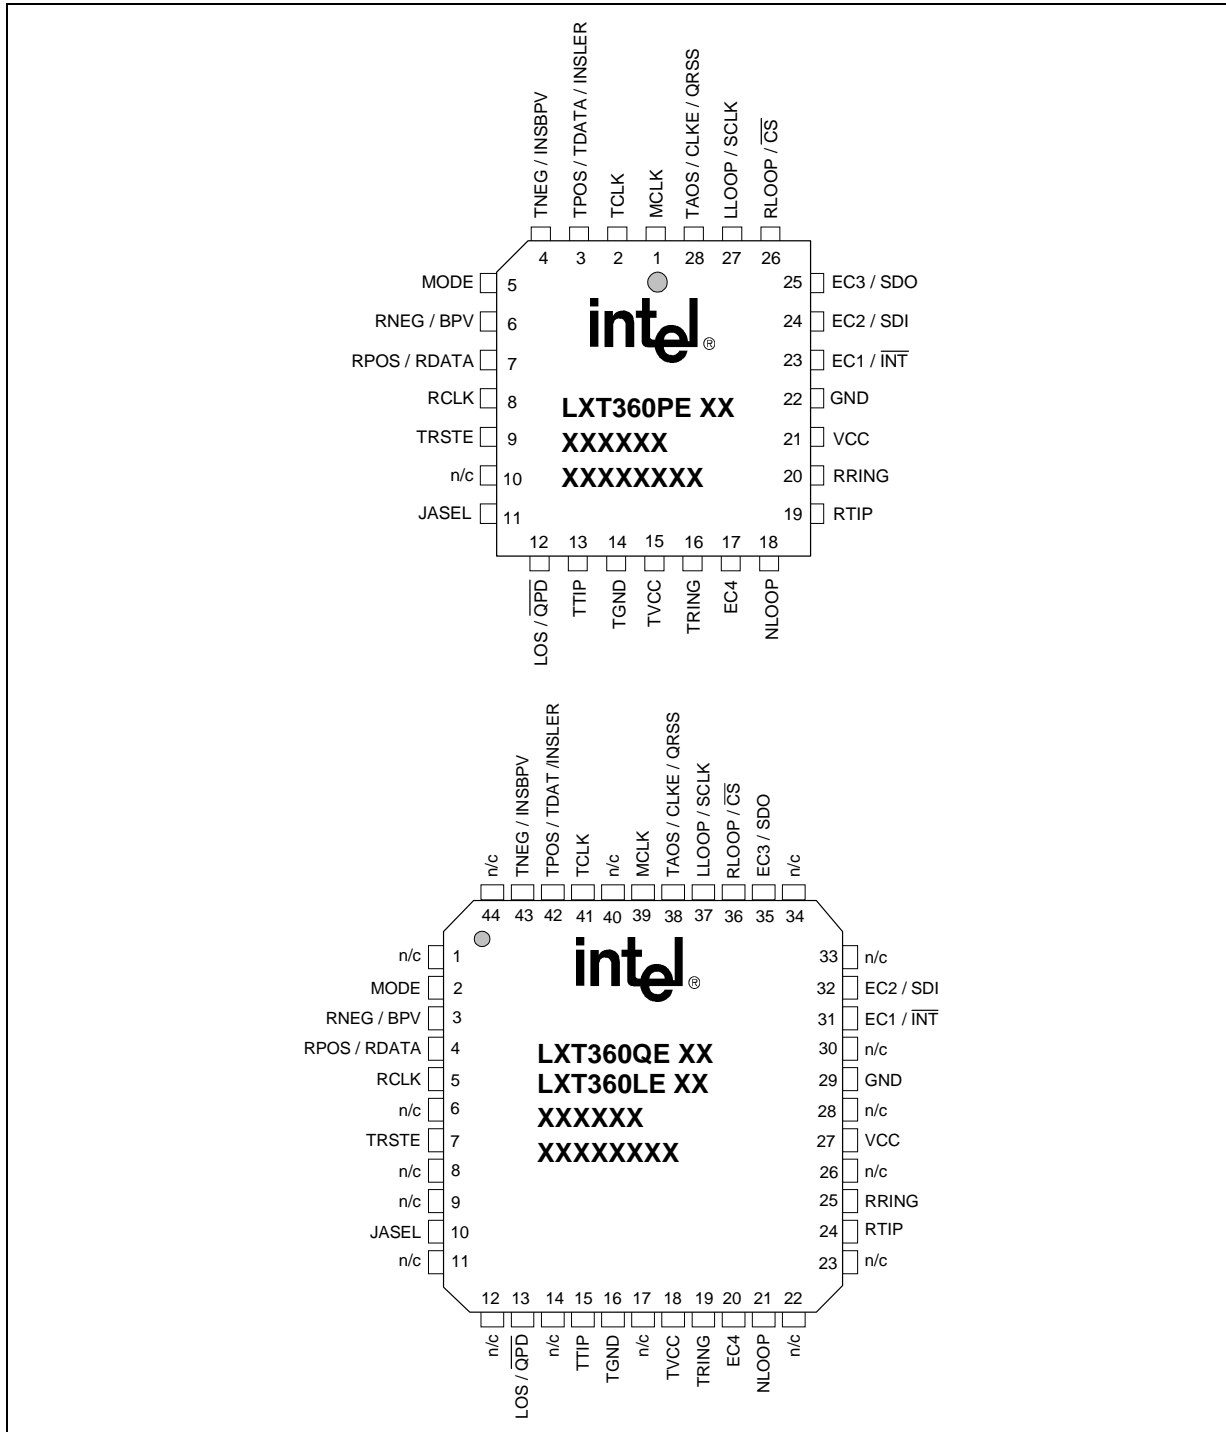 TNEG / INSBPV
TPOS / TDATA / INSLER
TCLK
MCLK
TAOS / CLKE / QRSS
LLOOP / SCLK
RLOOP / C̅S̅
4 3 2 1 28 27 26
MODE 5
RNEG / BPV 6
RPOS / RDATA 7
RCLK 8
TRSTE 9
n/c 10
JASEL 11
intel®
LXT360PE XX
XXXXXX
XXXXXXXX
25 EC3 / SDO
24 EC2 / SDI
23 EC1 / I̅N̅T̅
22 GND
21 VCC
20 RRING
19 RTIP
12 13 14 15 16 17 18
LOS / Q̅P̅D̅
TTIP
TGND
TVCC
TRING
EC4
NLOOP
n/c
TNEG / INSBPV
TPOS / TDAT /INSLER
TCLK
n/c
MCLK
TAOS / CLKE / QRSS
LLOOP / SCLK
RLOOP / C̅S̅
EC3 / SDO
n/c
44 43 42 41 40 39 38 37 36 35 34
n/c 1
MODE 2
RNEG / BPV 3
RPOS / RDATA 4
RCLK 5
n/c 6
TRSTE 7
n/c 8
n/c 9
JASEL 10
n/c 11
intel®
LXT360QE XX
LXT360LE XX
XXXXXX
XXXXXXXX
33 n/c
32 EC2 / SDI
31 EC1 / I̅N̅T̅
30 n/c
29 GND
28 n/c
27 VCC
26 n/c
25 RRING
24 RTIP
23 n/c
12 13 14 15 16 17 18 19 20 21 22
n/c
LOS / Q̅P̅D̅
n/c
TTIP
TGND
n/c
TVCC
TRING
EC4
NLOOP
n/c